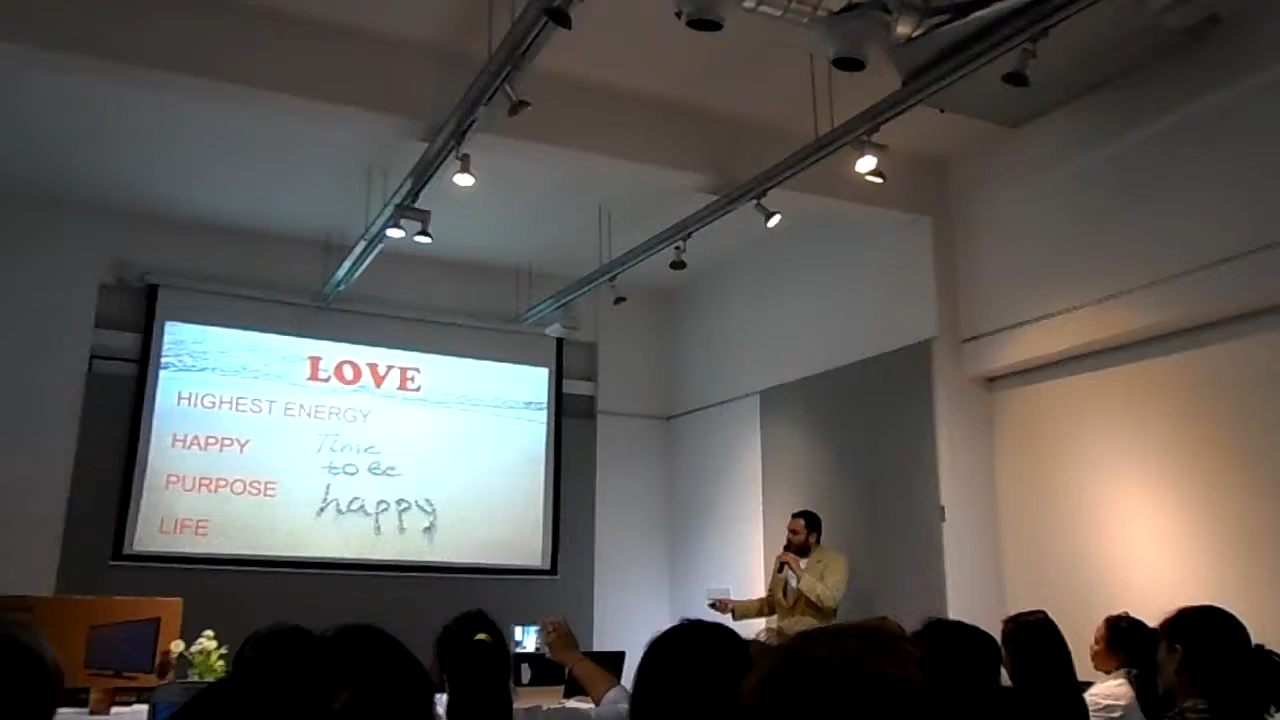 LOVE
HIGHEST ENERGY
HAPPY
PURPOSE
LIFE
Time
to Be
happy